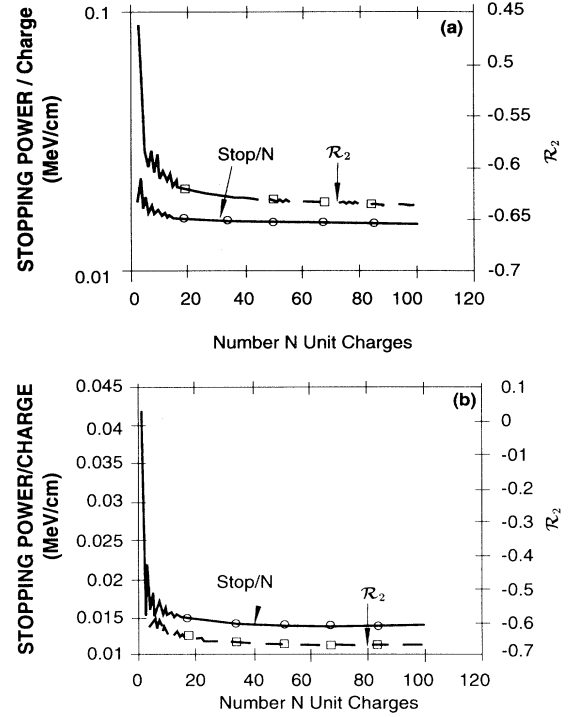 (a)
STOPPING POWER / Charge
(MeV/cm)
0.1
0.01
0.45
0.5
-0.55
-0.6
-0.65
-0.7
R₂
Stop/N
R₂
0 20 40 60 80 100 120
Number N Unit Charges
(b)
STOPPING POWER/CHARGE
(MeV/cm)
0.045
0.04
0.035
0.03
0.02
0.015
0.01
0.1
0
-0.1
-0.2
-0.3
-0.4
-0.5
-0.6
-0.7
R₂
Stop/N
R₂
0 20 40 60 80 100 120
Number N Unit Charges